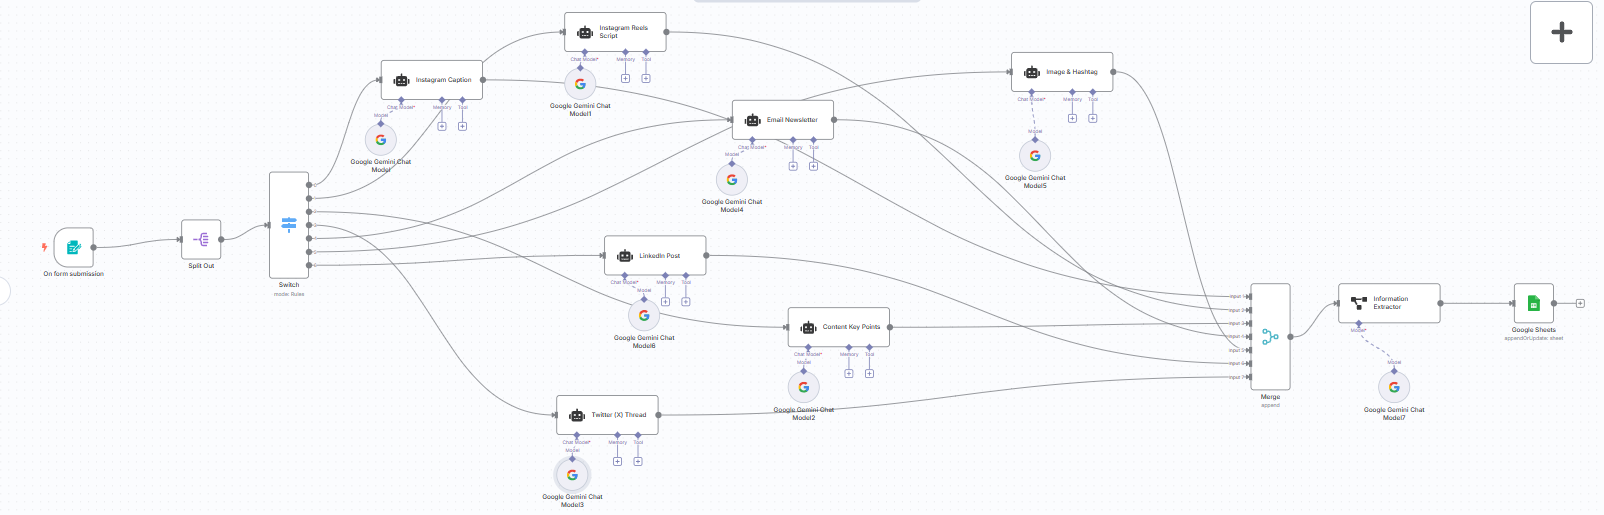 Instagram Reels
Script
Chat Model*
Memory
Tool
Google Gemini Chat
Model1
Instagram Caption
Chat Model*
Memory
Tool
Model
Google Gemini Chat
Model
Image & Hashtag
Chat Model*
Memory
Tool
Model
Google Gemini Chat
Model5
Email Newsletter
Chat Model*
Memory
Tool
Model
Google Gemini Chat
Model4
On form submission
Split Out
Switch
mode: Rules
LinkedIn Post
Chat Model*
Memory
Tool
Model
Google Gemini Chat
Model6
Content Key Points
Chat Model*
Memory
Tool
Model
Google Gemini Chat
Model2
Twitter (X) Thread
Chat Model*
Memory
Tool
Model
Google Gemini Chat
Model3
Input 1
Input 2
Input 3
Input 4
Input 5
Input 6
Input 7
Merge
append
Information
Extractor
Model*
Model
Google Gemini Chat
Model7
Google Sheets
appendOrUpdate: sheet